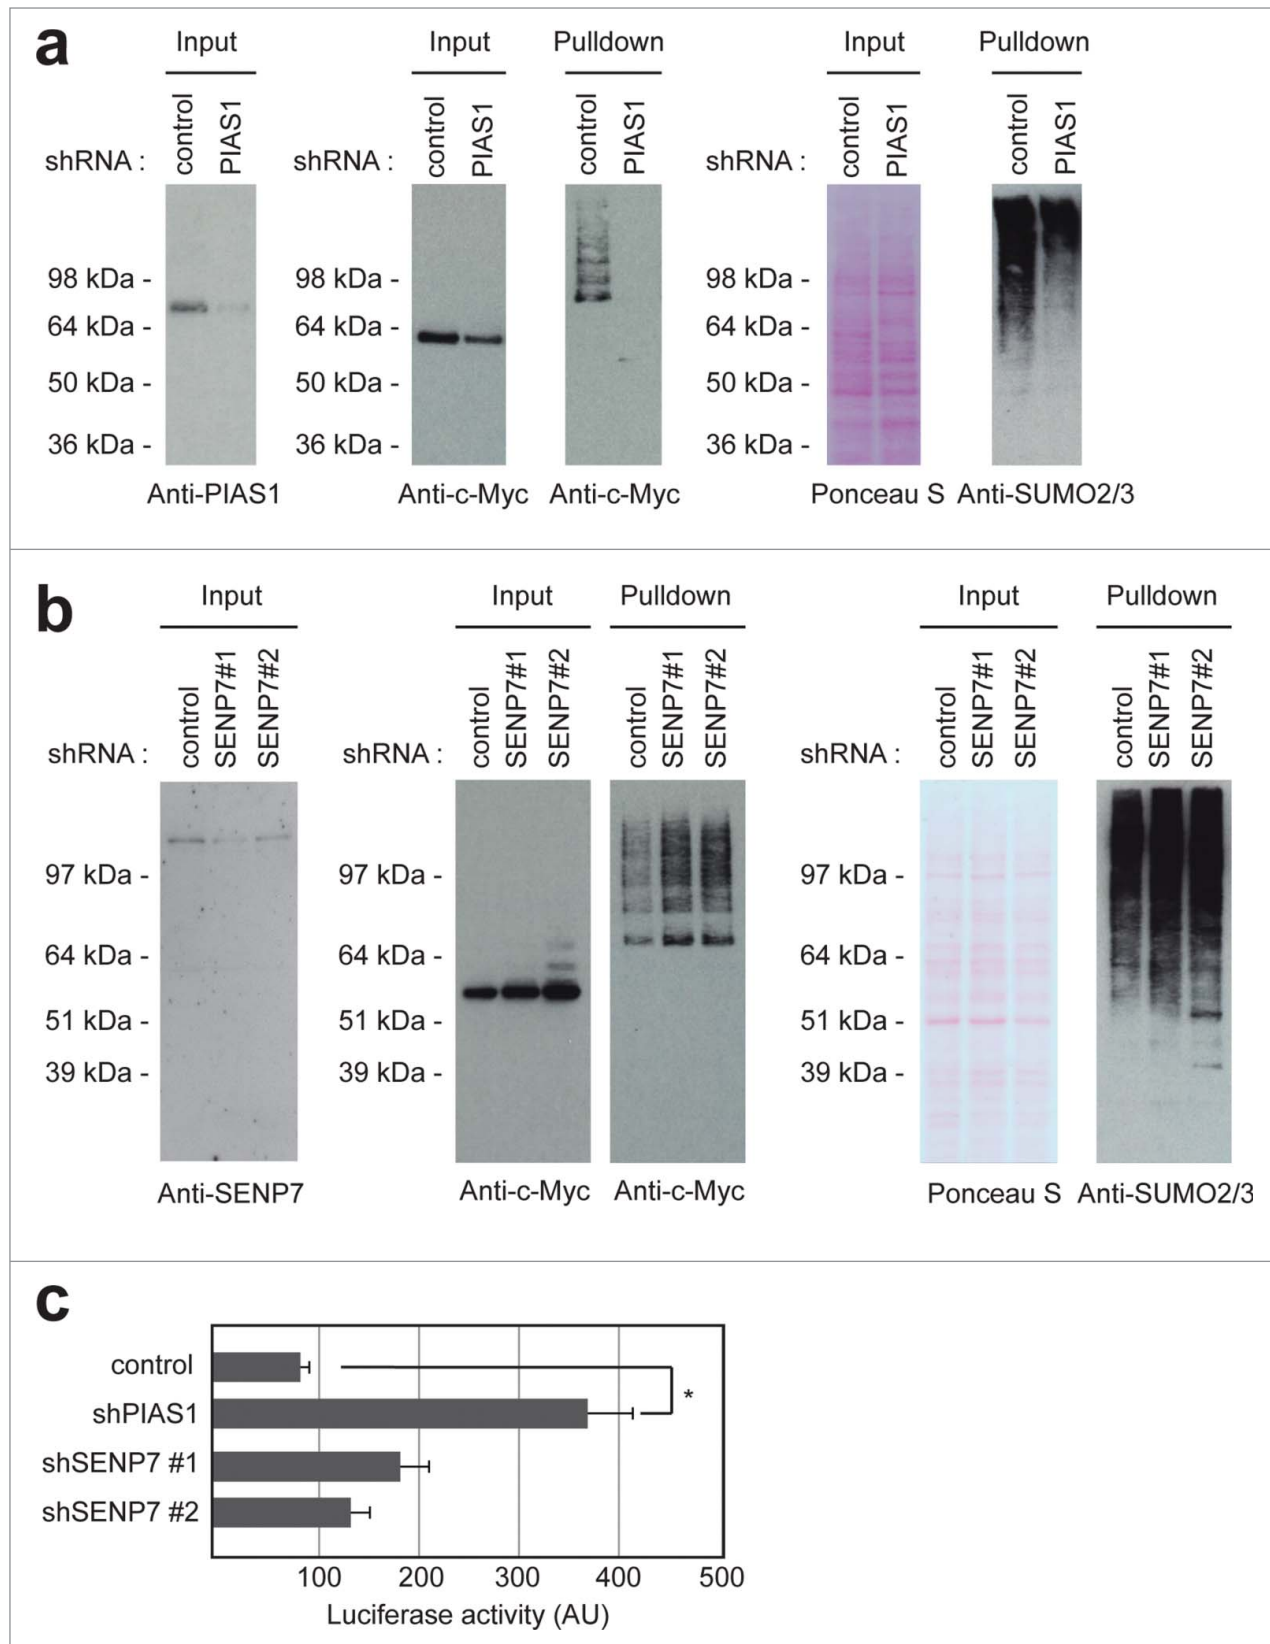 a
Input Input Pulldown Input Pulldown
control PIAS1 control PIAS1 control PIAS1 control PIAS1 control PIAS1
shRNA : shRNA : shRNA :
98 kDa - 98 kDa - 98 kDa -
64 kDa - 64 kDa - 64 kDa -
50 kDa - 50 kDa - 50 kDa -
36 kDa - 36 kDa - 36 kDa -
Anti-PIAS1 Anti-c-Myc Anti-c-Myc Ponceau S Anti-SUMO2/3
b
Input Input Pulldown Input Pulldown
control SENP7#1 SENP7#2 control SENP7#1 SENP7#2 control SENP7#1 SENP7#2 control SENP7#1 SENP7#2 control SENP7#1 SENP7#2
shRNA : shRNA : shRNA :
97 kDa - 97 kDa - 97 kDa -
64 kDa - 64 kDa - 64 kDa -
51 kDa - 51 kDa - 51 kDa -
39 kDa - 39 kDa - 39 kDa -
Anti-SENP7 Anti-c-Myc Anti-c-Myc Ponceau S Anti-SUMO2/3
c
control
*
shPIAS1
shSENP7 #1
shSENP7 #2
100 200 300 400 500
Luciferase activity (AU)